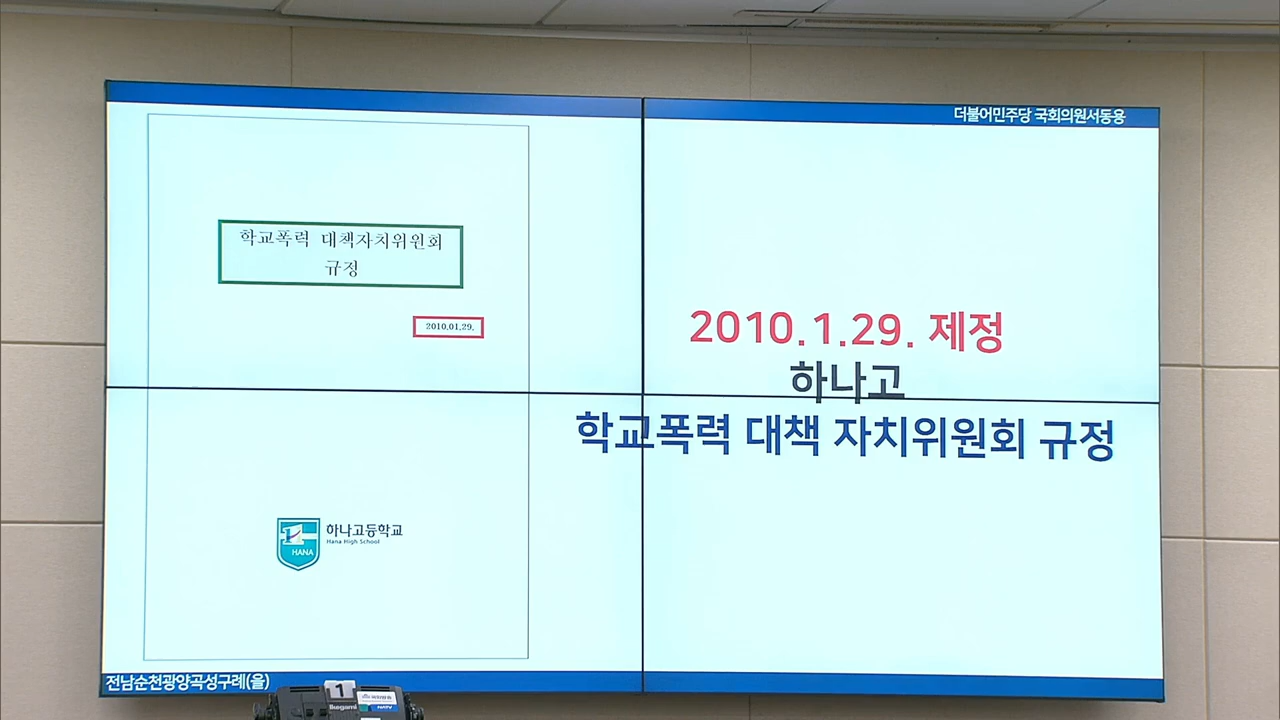 더불어민주당 국회의원서동용
학교폭력 대책자치위원회
규정
2010.01.29.
2010.1.29. 제정
하나고
학교폭력 대책 자치위원회 규정
HANA
하나고등학교
Hana High School
전남순천광양곡성구례(을)
1
Ikegami
NATV